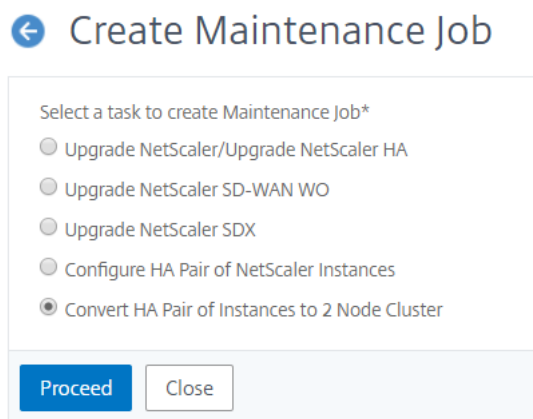 Create Maintenance Job
Select a task to create Maintenance Job*
Upgrade NetScaler/Upgrade NetScaler HA
Upgrade NetScaler SD-WAN WO
Upgrade NetScaler SDX
Configure HA Pair of NetScaler Instances
Convert HA Pair of Instances to 2 Node Cluster
Proceed Close